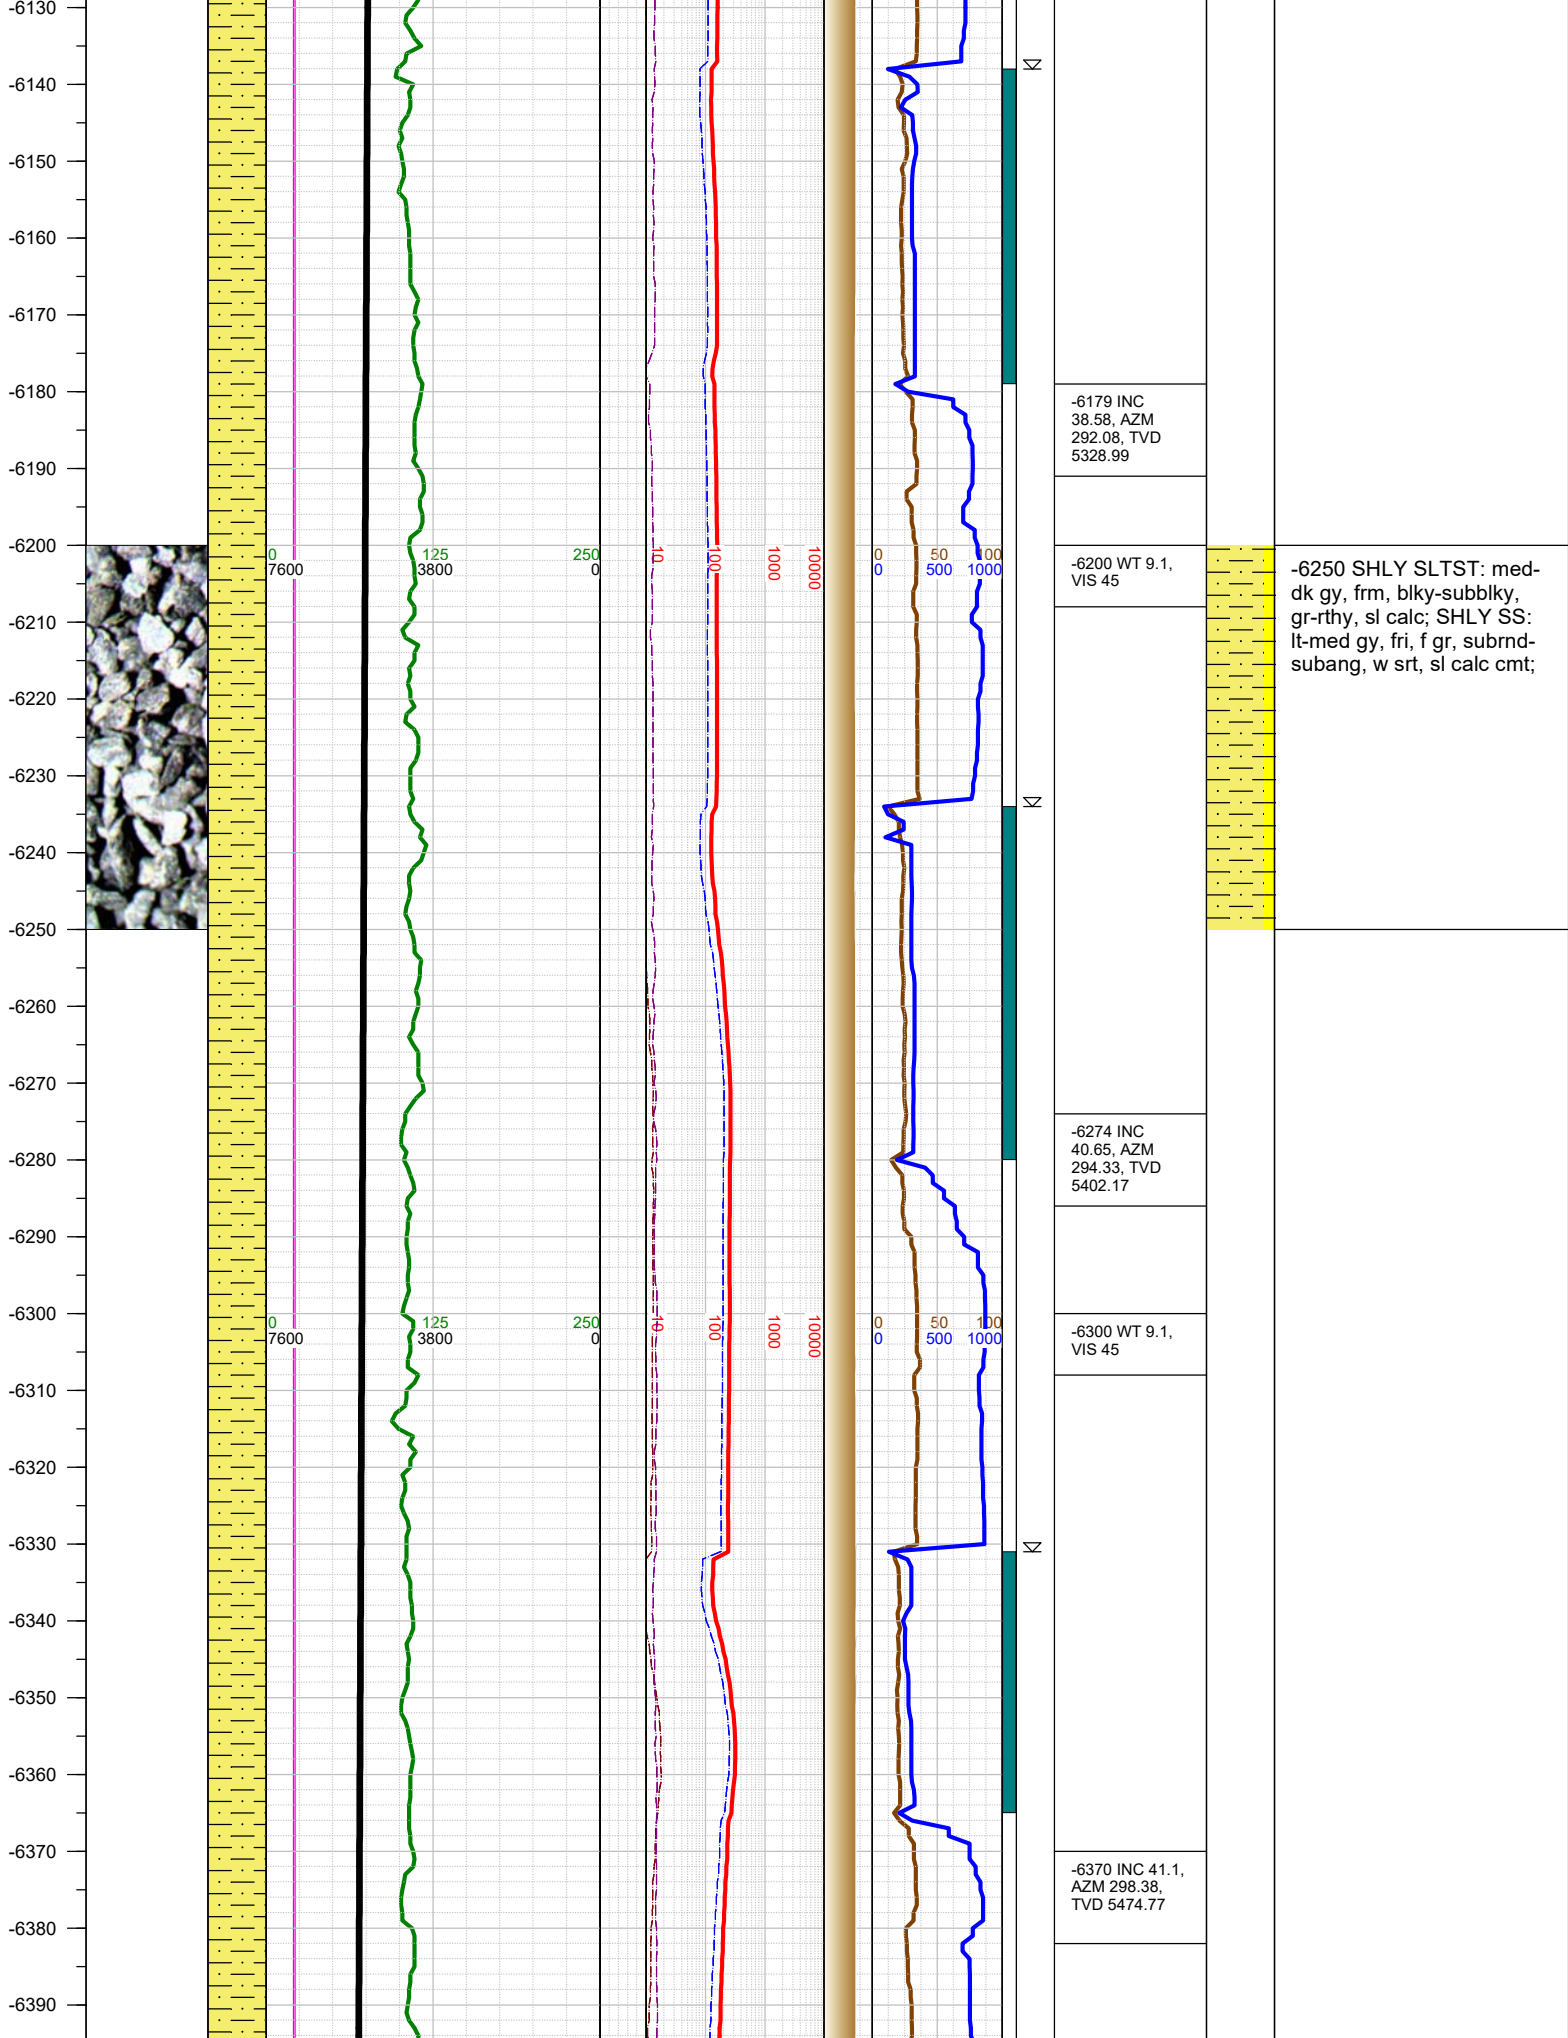 -6130
-6140
-6150
-6160
-6170
-6180
-6179 INC
38.58, AZM
292.08, TVD
5328.99
-6190
-6200
0 125 250
7600 3800 0
10 100 1000 10000
0 50 100
0 500 1000
-6200 WT 9.1,
VIS 45
-6250 SHLY SLTST: med-
dk gy, frm, blky-subblky,
gr-rthy, sl calc; SHLY SS:
lt-med gy, fri, f gr, subrnd-
subang, w srt, sl calc cmt;
-6210
-6220
-6230
-6240
-6250
-6260
-6270
-6274 INC
40.65, AZM
294.33, TVD
5402.17
-6280
-6290
-6300
0 125 250
7600 3800 0
10 100 1000 10000
0 50 100
0 500 1000
-6300 WT 9.1,
VIS 45
-6310
-6320
-6330
-6340
-6350
-6360
-6370
-6370 INC 41.1,
AZM 298.38,
TVD 5474.77
-6380
-6390